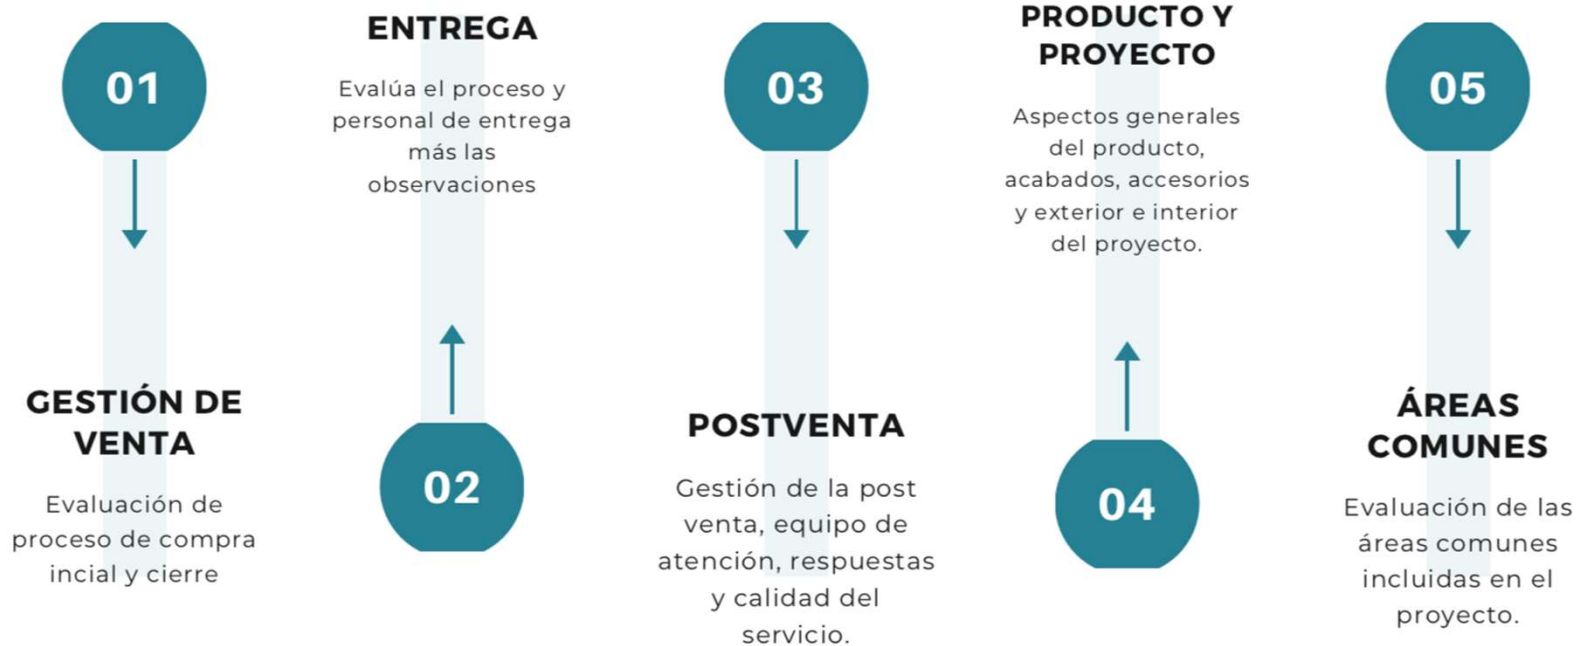 01
GESTIÓN DE
VENTA
Evaluación de
proceso de compra
incial y cierre
ENTREGA
Evalúa el proceso y
personal de entrega
más las
observaciones
02
03
POSTVENTA
Gestión de la post
venta, equipo de
atención, respuestas
y calidad del
servicio.
PRODUCTO Y
PROYECTO
Aspectos generales
del producto,
acabados, accesorios
y exterior e interior
del proyecto.
04
05
ÁREAS
COMUNES
Evaluación de las
áreas comunes
incluidas en el
proyecto.